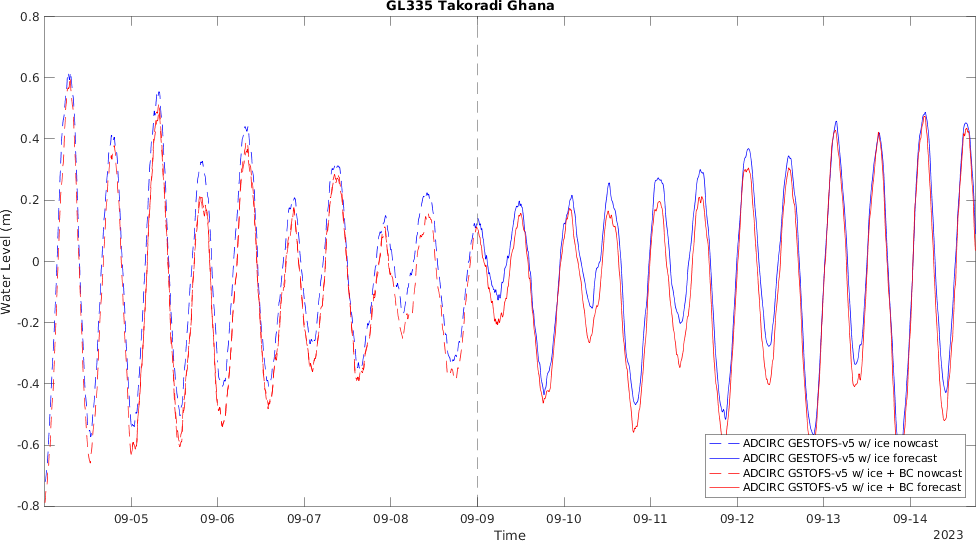 GL335 Takoradi Ghana
0.8
0.6
0.4
0.2
0
-0.2
-0.4
-0.6
-0.8
Water Level (m)
ADCIRC GESTOFS-v5 w/ ice nowcast
ADCIRC GESTOFS-v5 w/ ice forecast
ADCIRC GSTOFS-v5 w/ ice + BC nowcast
ADCIRC GSTOFS-v5 w/ ice + BC forecast
09-05 09-06 09-07 09-08 09-09 09-10 09-11 09-12 09-13 09-14
Time
2023